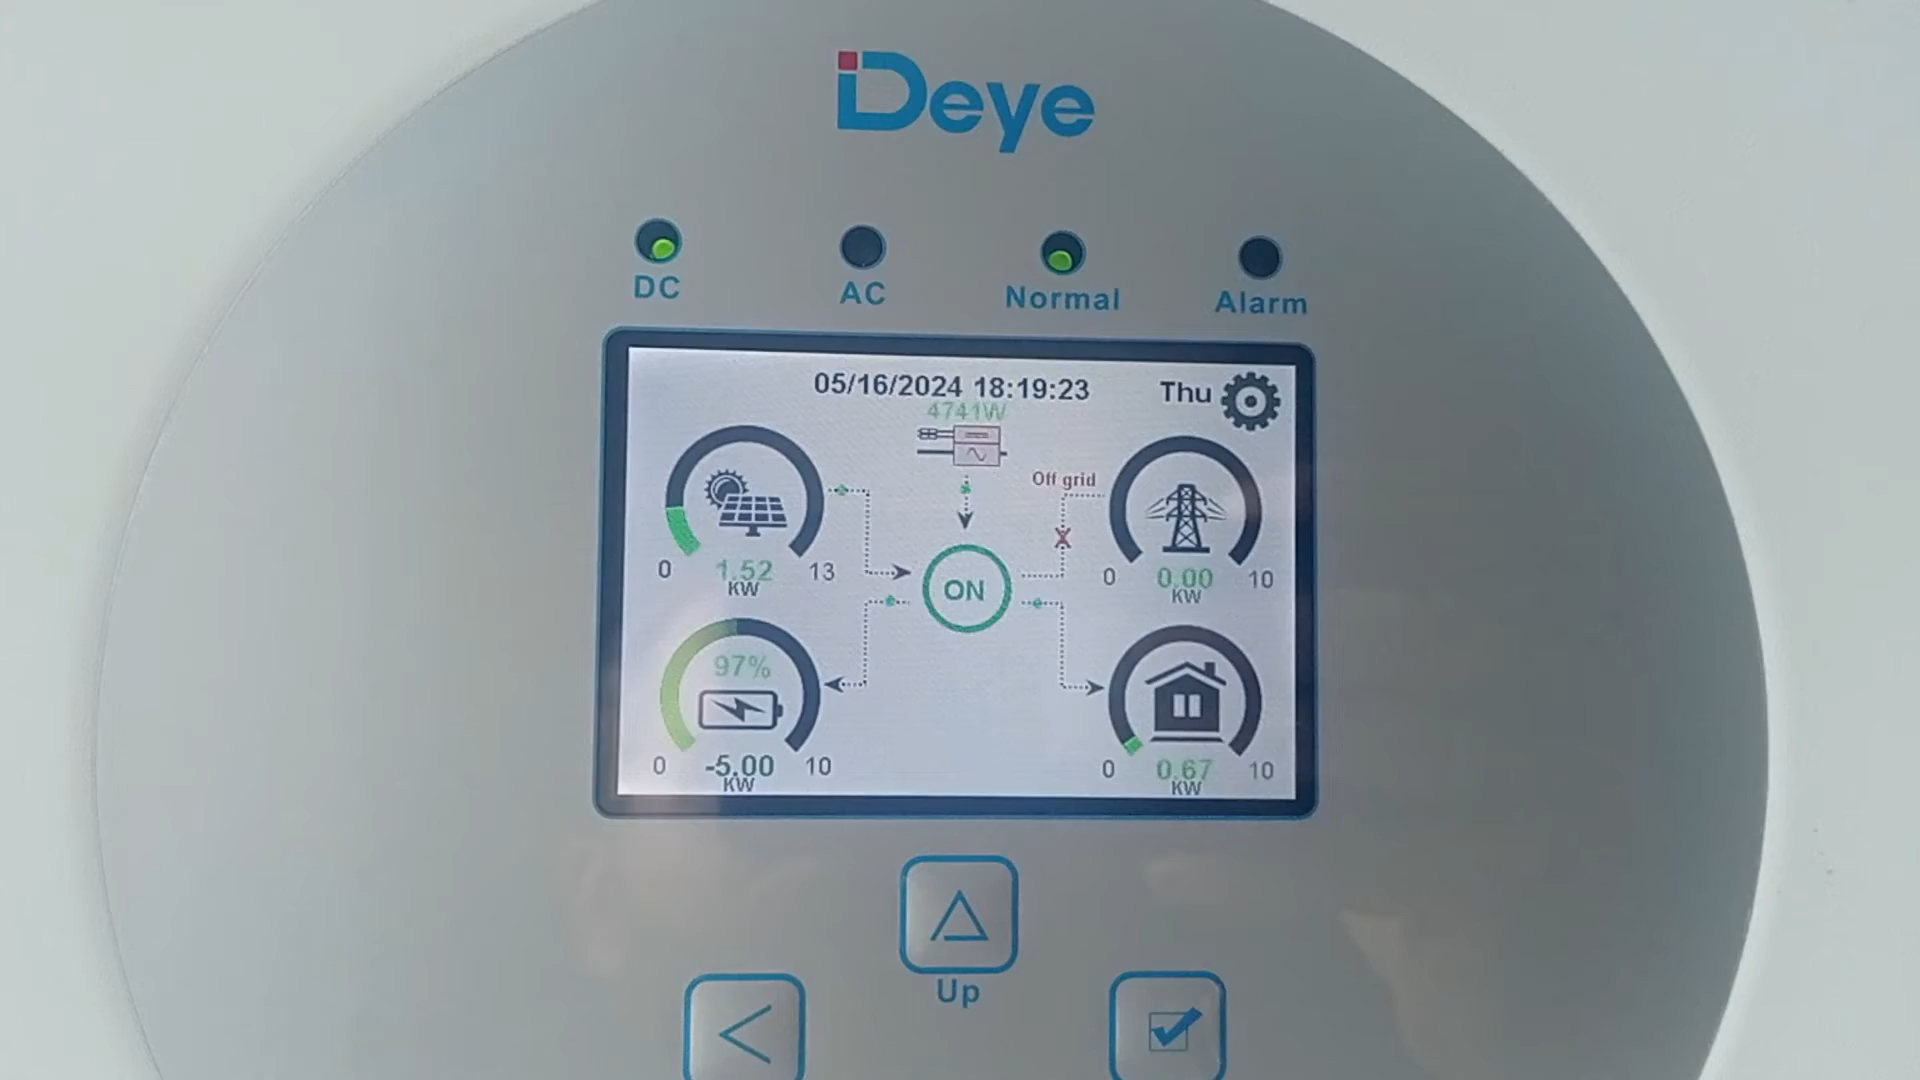 Deye
DC AC Normal Alarm
05/16/2024 18:19:23 Thu
4741W
Off grid
0 1.52 13
KW
ON
0 0.00 10
KW
97%
0 -5.00 10
KW
0 0.67 10
KW
Up